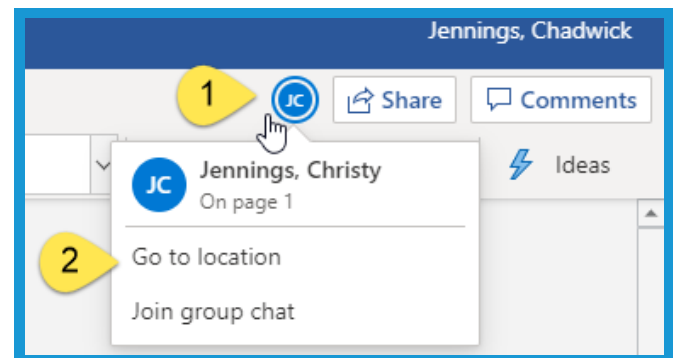 Jennings, Chadwick
1
JC
Share
Comments
JC
Jennings, Christy
On page 1
Ideas
2
Go to location
Join group chat